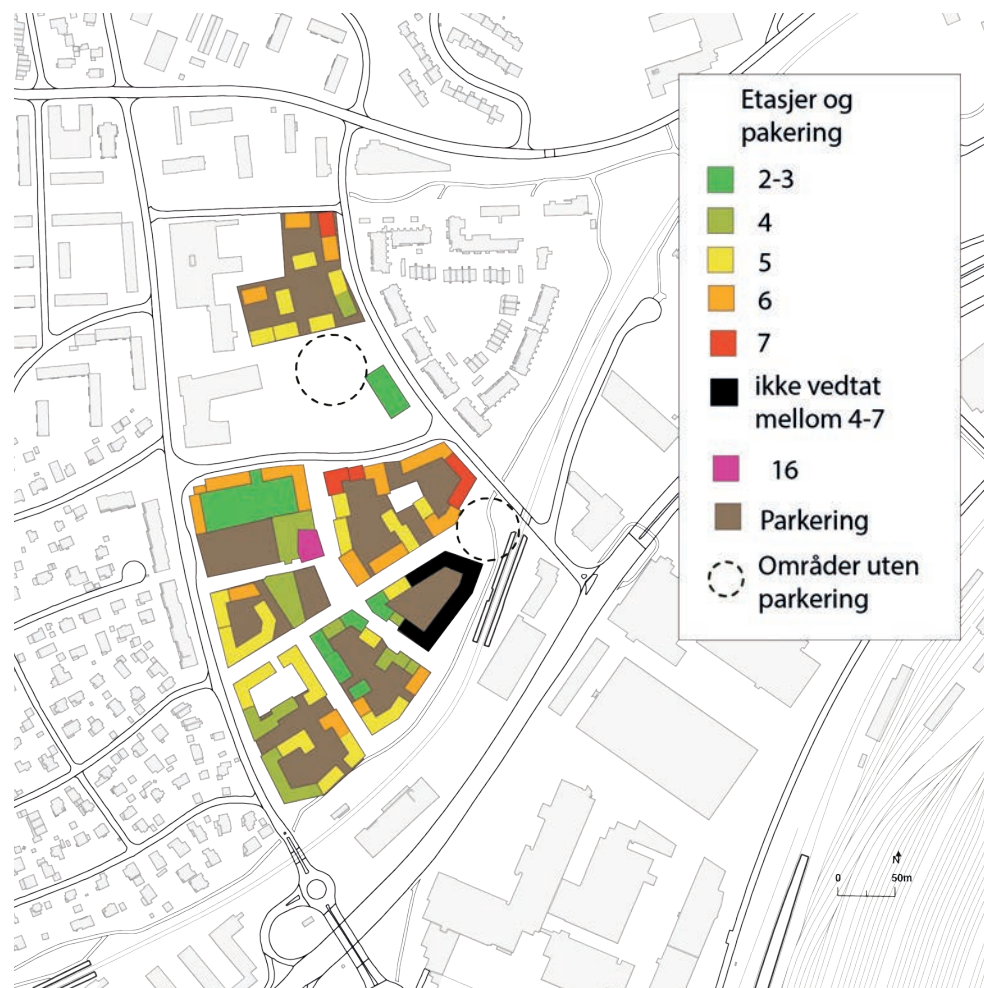 Etasjer og
pakering
2-3
4
5
6
7
ikke vedtat
mellom 4-7
16
Parkering
Områder uten
parkering
N
0 50m